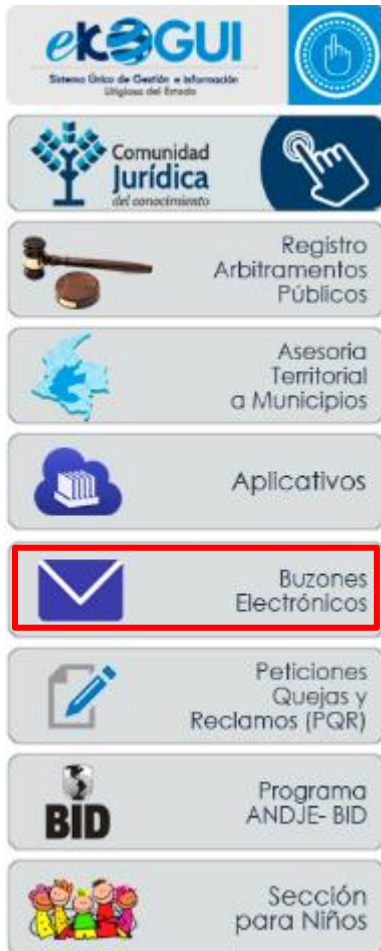 ekOGUI
Sistema Único de Gestión e Información
Litigiosa del Estado
Comunidad
Jurídica
del conocimiento
Registro
Arbitramentos
Públicos
Asesoria
Territorial
a Municipios
Aplicativos
Buzones
Electrónicos
Peticiones
Quejas y
Reclamos (PQR)
BID
Programa
ANDJE- BID
Sección
para Niños